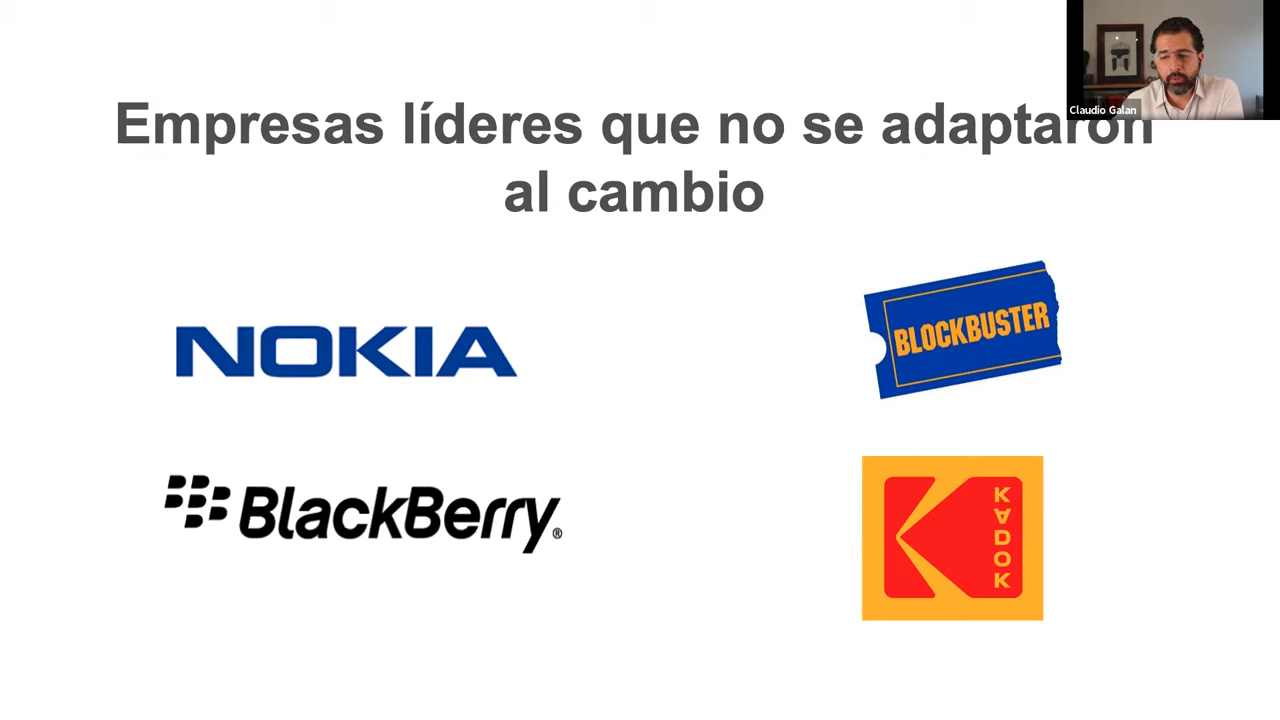 Claudio Galan
Empresas líderes que no se adaptaron
al cambio
NOKIA
BLOCKBUSTER
BlackBerry®
KODAK